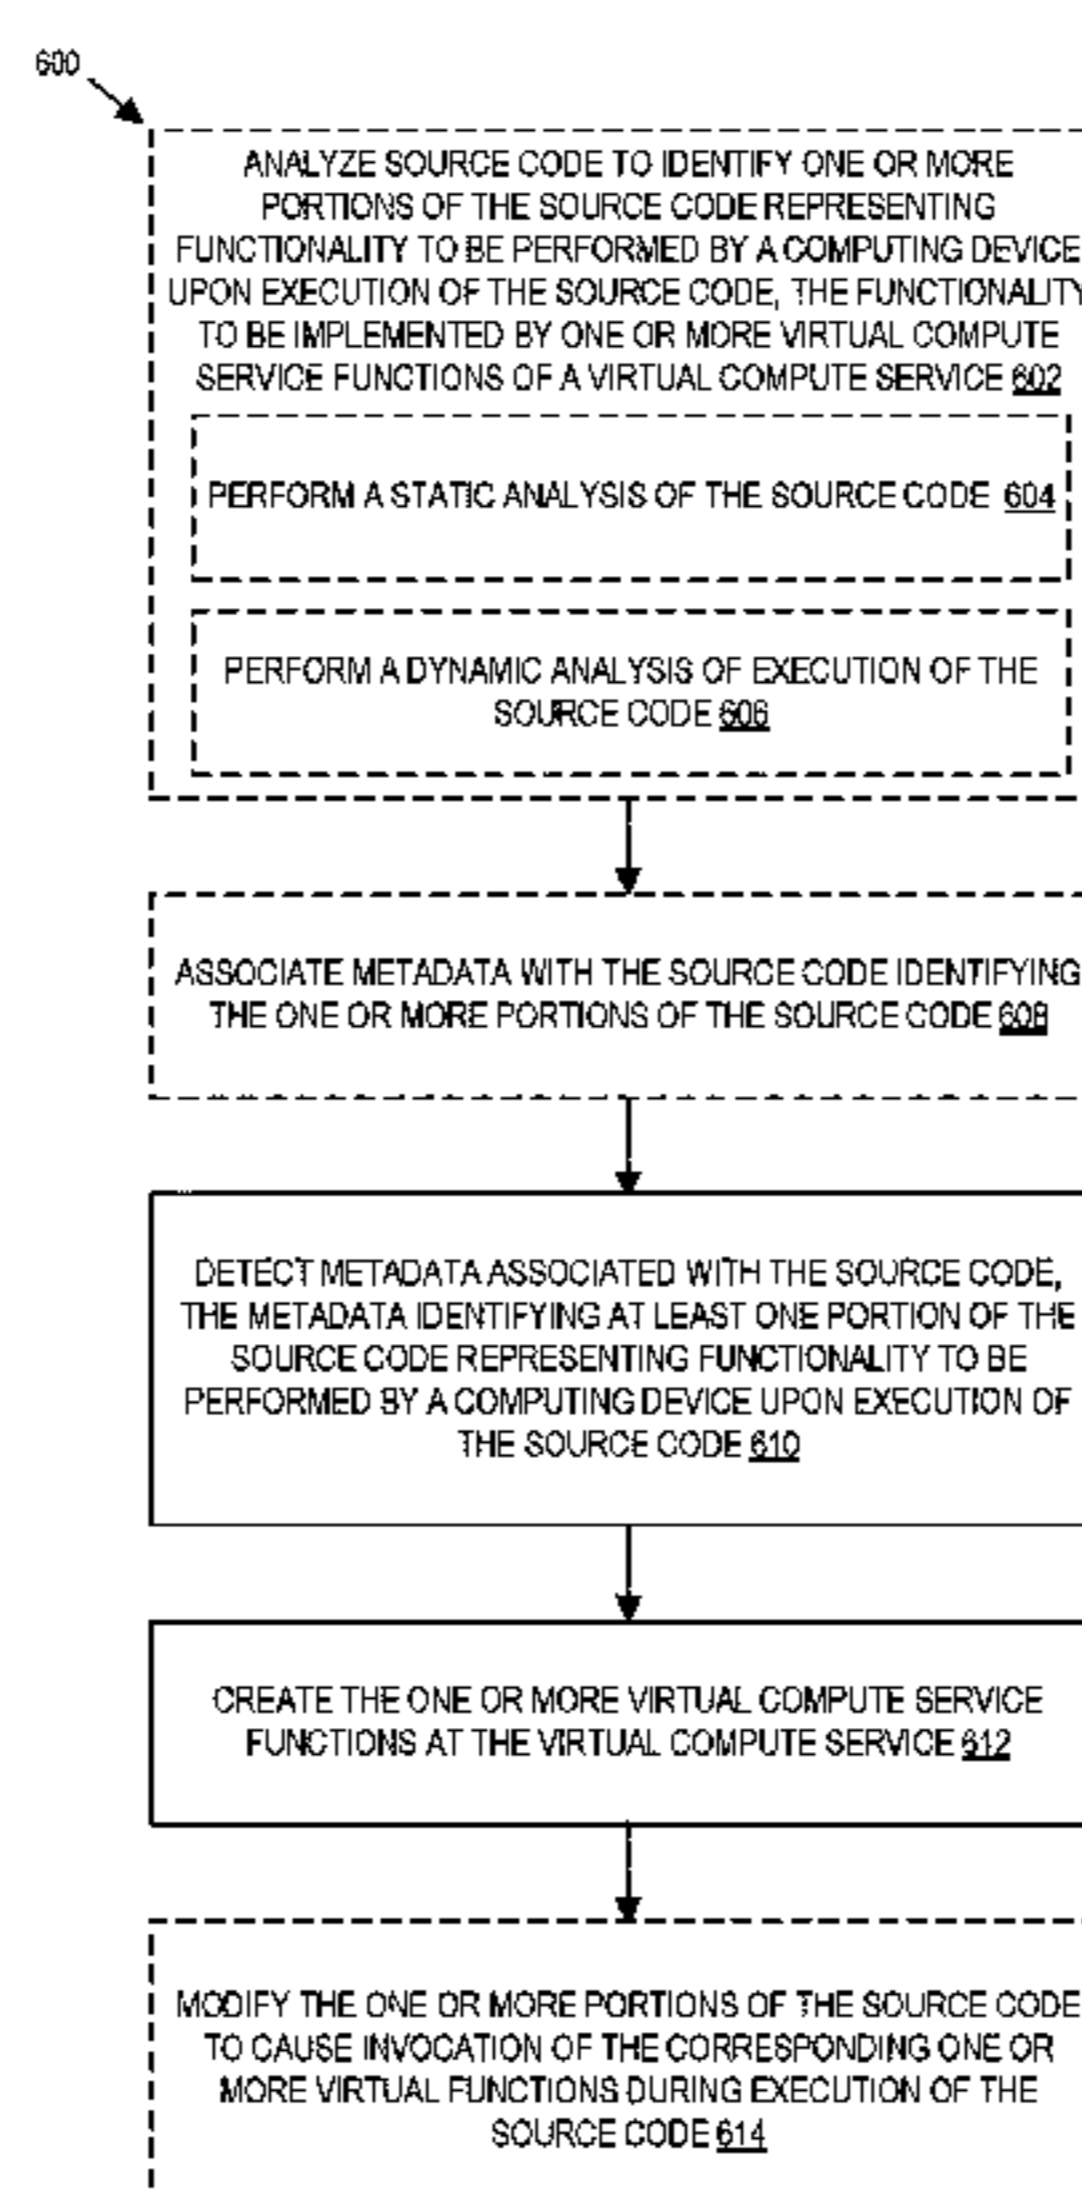 600
ANALYZE SOURCE CODE TO IDENTIFY ONE OR MORE
PORTIONS OF THE SOURCE CODE REPRESENTING
FUNCTIONALITY TO BE PERFORMED BY A COMPUTING DEVICE
UPON EXECUTION OF THE SOURCE CODE, THE FUNCTIONALITY
TO BE IMPLEMENTED BY ONE OR MORE VIRTUAL COMPUTE
SERVICE FUNCTIONS OF A VIRTUAL COMPUTE SERVICE 602
PERFORM A STATIC ANALYSIS OF THE SOURCE CODE 604
PERFORM A DYNAMIC ANALYSIS OF EXECUTION OF THE
SOURCE CODE 606
ASSOCIATE METADATA WITH THE SOURCE CODE IDENTIFYING
THE ONE OR MORE PORTIONS OF THE SOURCE CODE 608
DETECT METADATA ASSOCIATED WITH THE SOURCE CODE,
THE METADATA IDENTIFYING AT LEAST ONE PORTION OF THE
SOURCE CODE REPRESENTING FUNCTIONALITY TO BE
PERFORMED BY A COMPUTING DEVICE UPON EXECUTION OF
THE SOURCE CODE 610
CREATE THE ONE OR MORE VIRTUAL COMPUTE SERVICE
FUNCTIONS AT THE VIRTUAL COMPUTE SERVICE 612
MODIFY THE ONE OR MORE PORTIONS OF THE SOURCE CODE
TO CAUSE INVOCATION OF THE CORRESPONDING ONE OR
MORE VIRTUAL FUNCTIONS DURING EXECUTION OF THE
SOURCE CODE 614